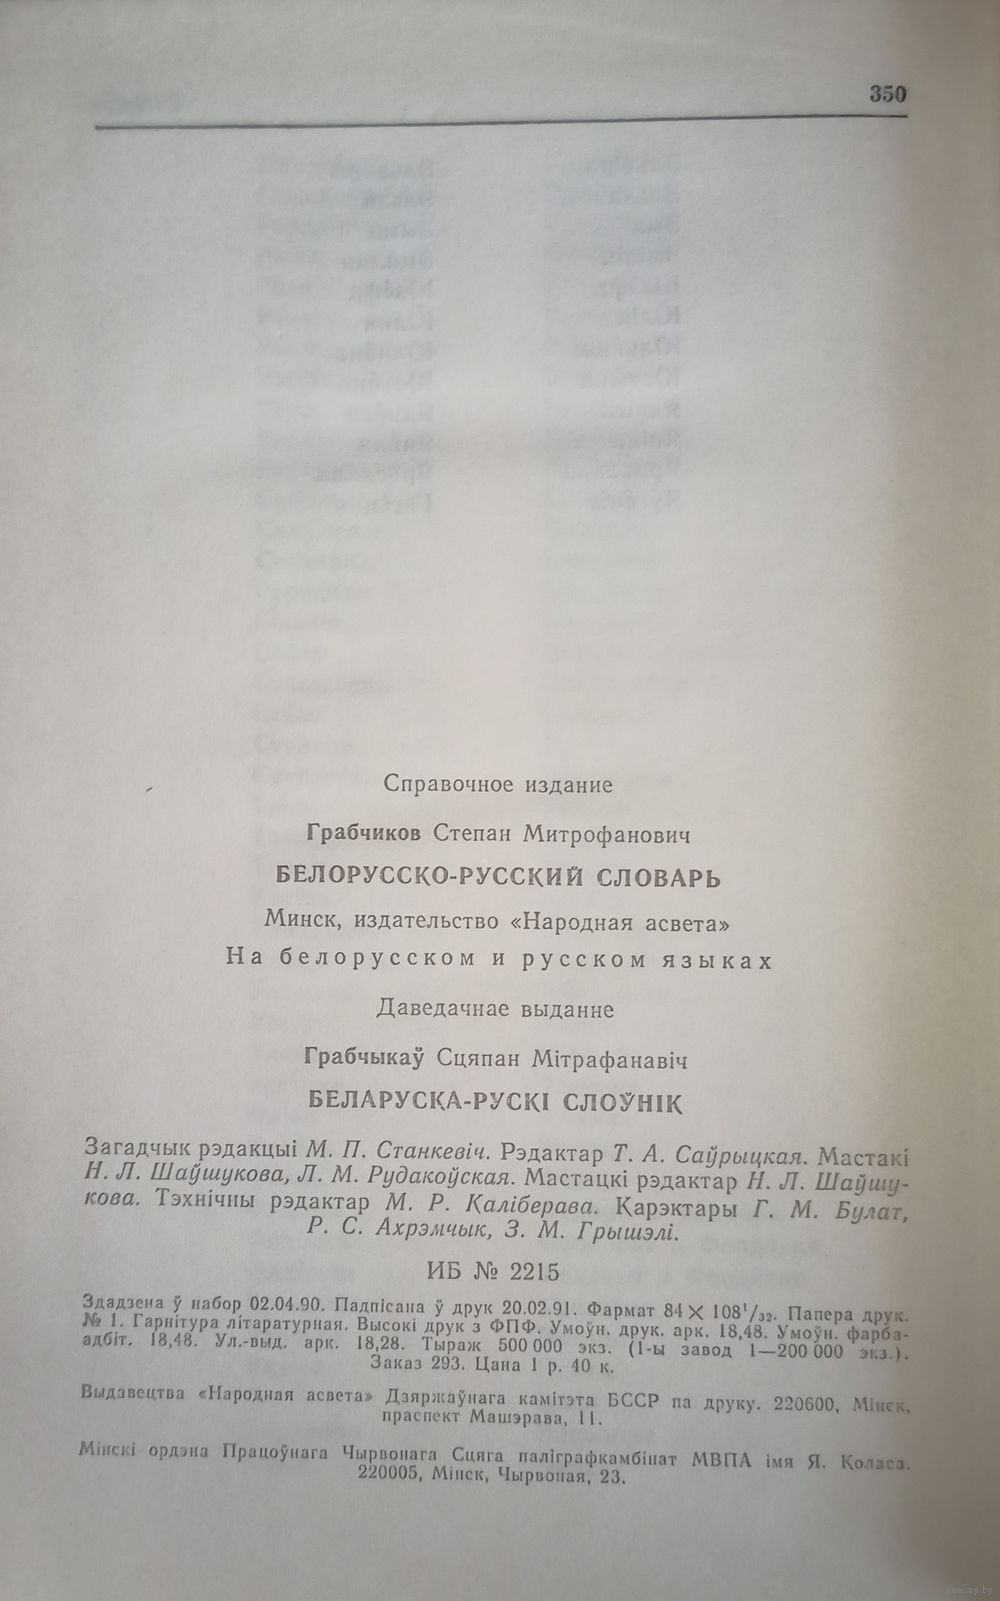 350
Справочное издание
Грабчиков Степан Митрофанович
БЕЛОРУССКО-РУССКИЙ СЛОВАРЬ
Минск, издательство «Народная асвета»
На белорусском и русском языках
Даведачнае выданне
Грабчыкаў Сцяпан Мітрафанавіч
БЕЛАРУСКА-РУСКІ СЛОЎНІК
Загадчык рэдакцыі М. П. Станкевіч. Рэдактар Т. А. Саўрыцкая. Мастакі
Н. Л. Шаўшукова, Л. М. Рудакоўская. Мастацкі рэдактар Н. Л. Шаўшу-
кова. Тэхнічны рэдактар М. Р. Каліберава. Карэктары Г. М. Булат,
Р. С. Ахрэмчык, З. М. Грышэлі.
ИБ № 2215
Здадзена ў набор 02.04.90. Падпісана ў друк 20.02.91. Фармат 84×108¹/₃₂. Папера друк.
№ 1. Гарнітура літаратурная. Высокі друк з ФПФ. Умоўн. друк. арк. 18,48. Умоўн. фарба-
адбіт. 18,48. Ул.-выд. арк. 18,28. Тыраж 500 000 экз. (1-ы завод 1—200 000 экз.).
Заказ 293. Цана 1 р. 40 к.
Выдавецтва «Народная асвета» Дзяржаўнага камітэта БССР па друку. 220600, Мінск,
праспект Машэрава, 11.
Мінскі ордэна Працоўнага Чырвонага Сцяга паліграфкамбінат МВПА імя Я. Коласа.
220005, Мінск, Чырвоная, 23.
www.ay.by